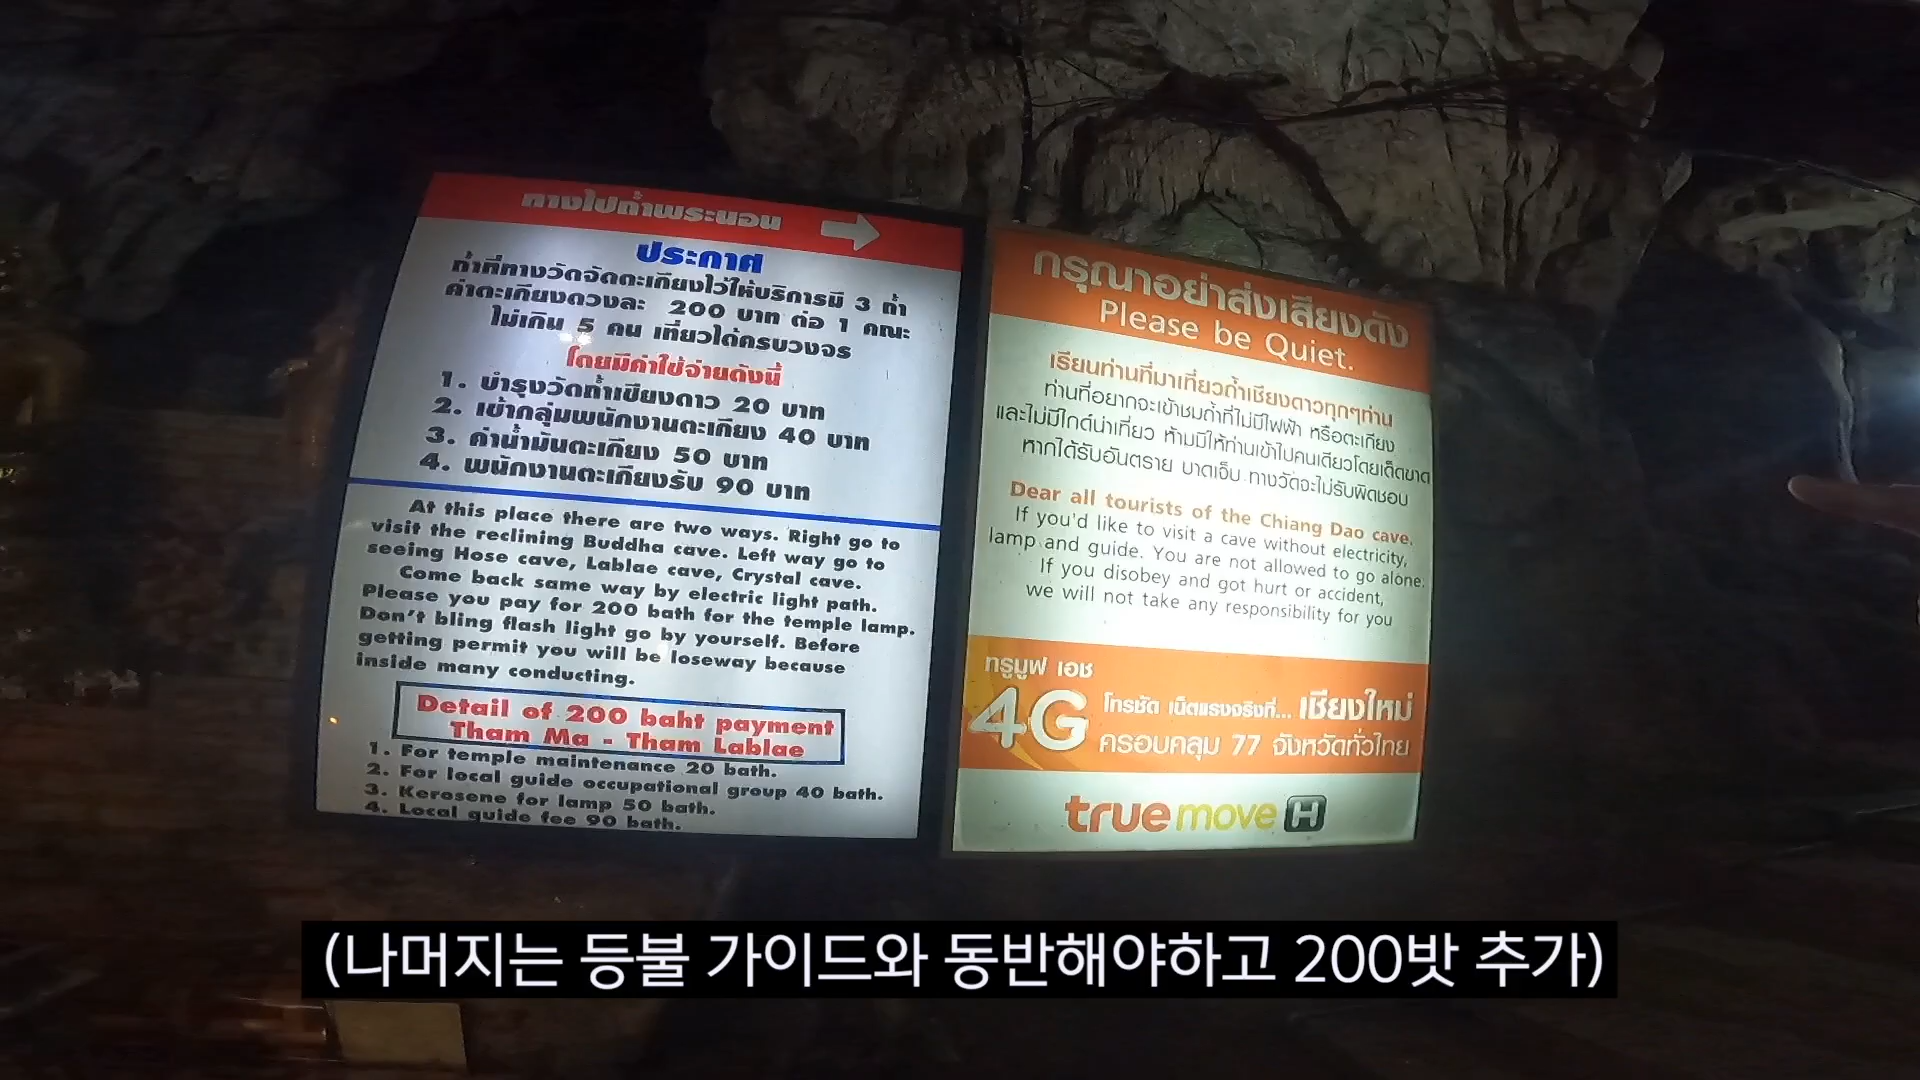 ทางไปถ้ำพระนอน
ประกาศ
ถ้ำที่ทางวัดจัดตะเกียงไว้ให้บริการมี 3 ถ้ำ
ค่าตะเกียงดวงละ 200 บาท ต่อ 1 คณะ
ไม่เกิน 5 คน เที่ยวได้ครบวงจร
โดยมีค่าใช้จ่ายดังนี้
1. บำรุงวัดถ้ำเชียงดาว 20 บาท
2. เข้ากลุ่มพนักงานตะเกียง 40 บาท
3. ค่าน้ำมันตะเกียง 50 บาท
4. พนักงานตะเกียงรับ 90 บาท
At this place there are two ways. Right go to
visit the reclining Buddha cave. Left way go to
seeing Hose cave, Lablae cave, Crystal cave.
Come back same way by electric light path.
Please you pay for 200 bath for the temple lamp.
Don't bling flash light go by yourself. Before
getting permit you will be loseway because
inside many conducting.
Detail of 200 baht payment
Tham Ma - Tham Lablae
1. For temple maintenance 20 bath.
2. For local guide occupational group 40 bath.
3. Kerosene for lamp 50 bath.
4. Local guide fee 90 bath.
กรุณาอย่าส่งเสียงดัง
Please be Quiet.
เรียนท่านที่มาเที่ยวถ้ำเชียงดาวทุกๆท่าน
ท่านที่อยากจะเข้าชมถ้ำที่ไม่มีไฟฟ้า หรือตะเกียง
และไม่มีไกด์นำเที่ยว ห้ามมิให้ท่านเข้าไปคนเดียวโดยเด็ดขาด
หากได้รับอันตราย บาดเจ็บ ทางวัดจะไม่รับผิดชอบ
Dear all tourists of the Chiang Dao cave.
If you'd like to visit a cave without electricity,
lamp and guide. You are not allowed to go alone.
If you disobey and got hurt or accident,
we will not take any responsibility for you
ทรูมูฟ เอช
4G โทรชัด เน็ตแรงจริงที่... เชียงใหม่
ครอบคลุม 77 จังหวัดทั่วไทย
truemove H
(나머지는 등불 가이드와 동반해야하고 200밧 추가)